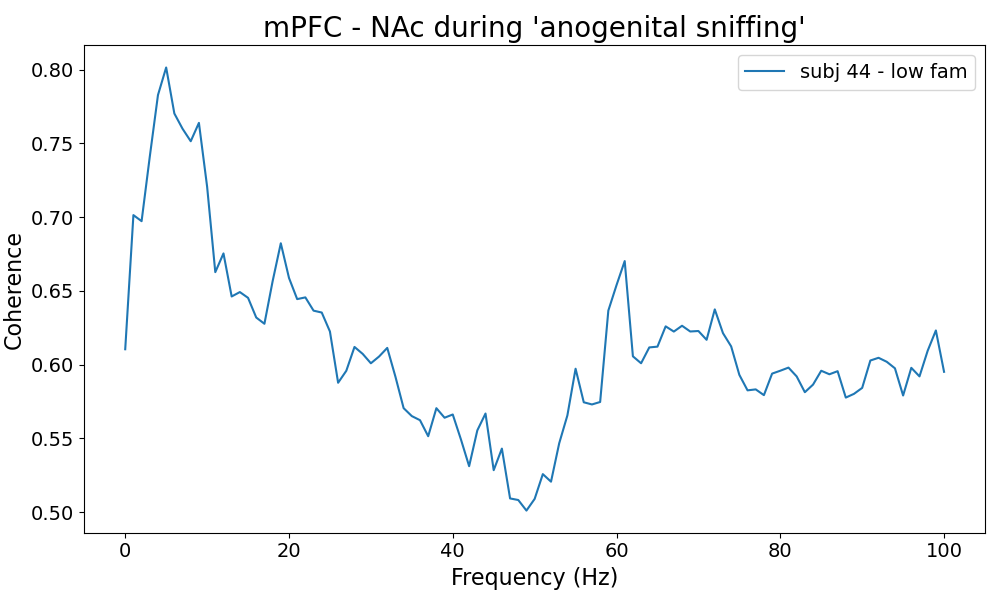 mPFC - NAc during 'anogenital sniffing'
subj 44 - low fam
Coherence
0.80
0.75
0.70
0.65
0.60
0.55
0.50
0 20 40 60 80 100
Frequency (Hz)